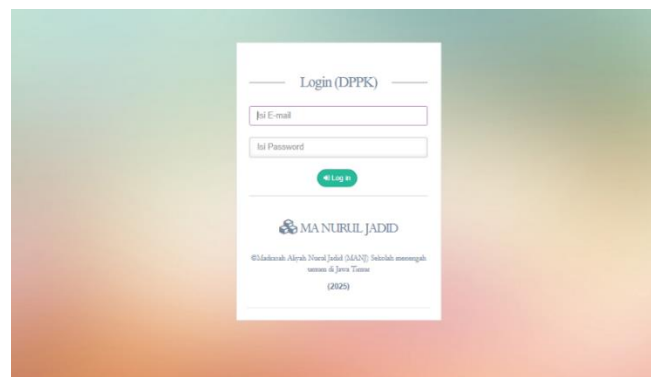 Login (DPPK)
Isi E-mail
Isi Password
Log in
MA NURUL JADID
©Madrasah Aliyah Nurul Jadid (MANJ) Sekolah menengah
umum di Jawa Timur
(2025)